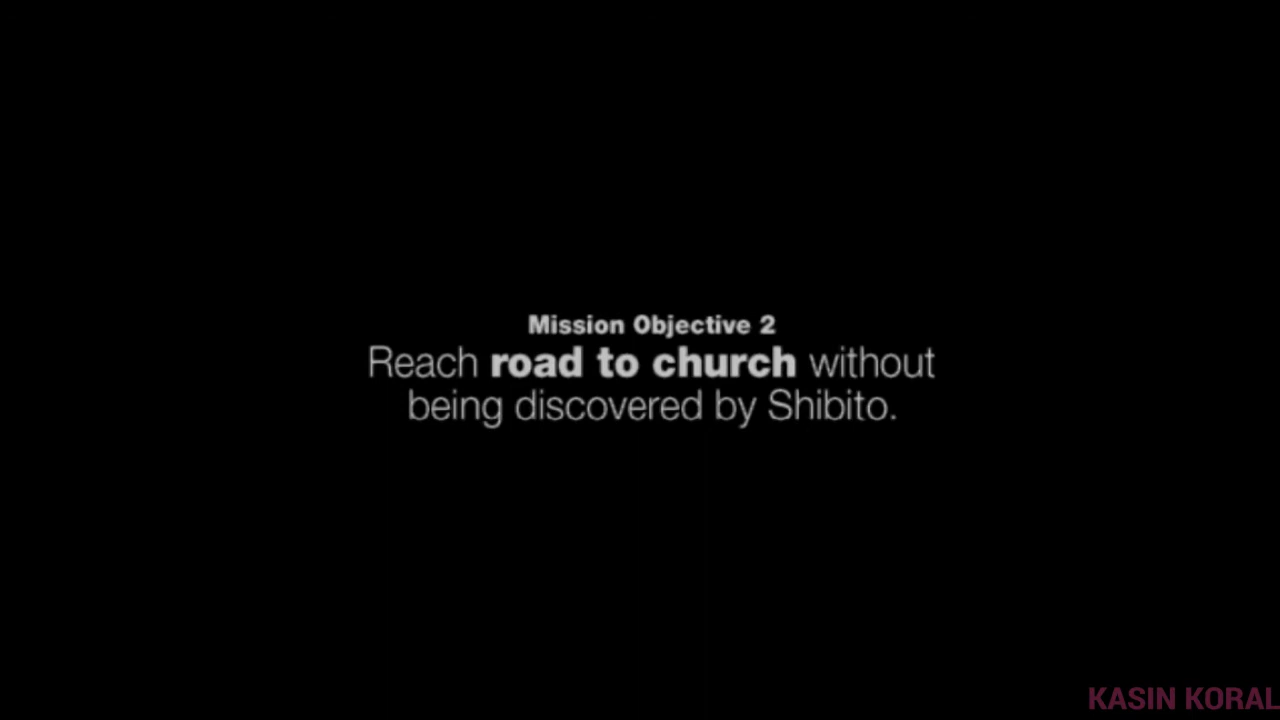 Mission Objective 2
Reach road to church without
being discovered by Shibito.
KASIN KORAL